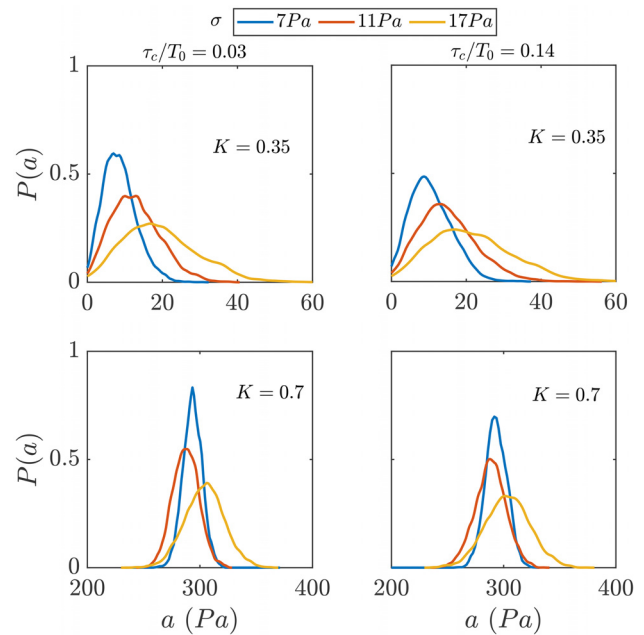 σ 7Pa 11Pa 17Pa
τc/T0 = 0.03 τc/T0 = 0.14
1 1
K = 0.35 K = 0.35
P(a)
0.5 0.5
0 0
0 20 40 60 0 20 40 60
1 1
K = 0.7 K = 0.7
P(a)
0.5 0.5
0 0
200 300 400 200 300 400
a (Pa) a (Pa)